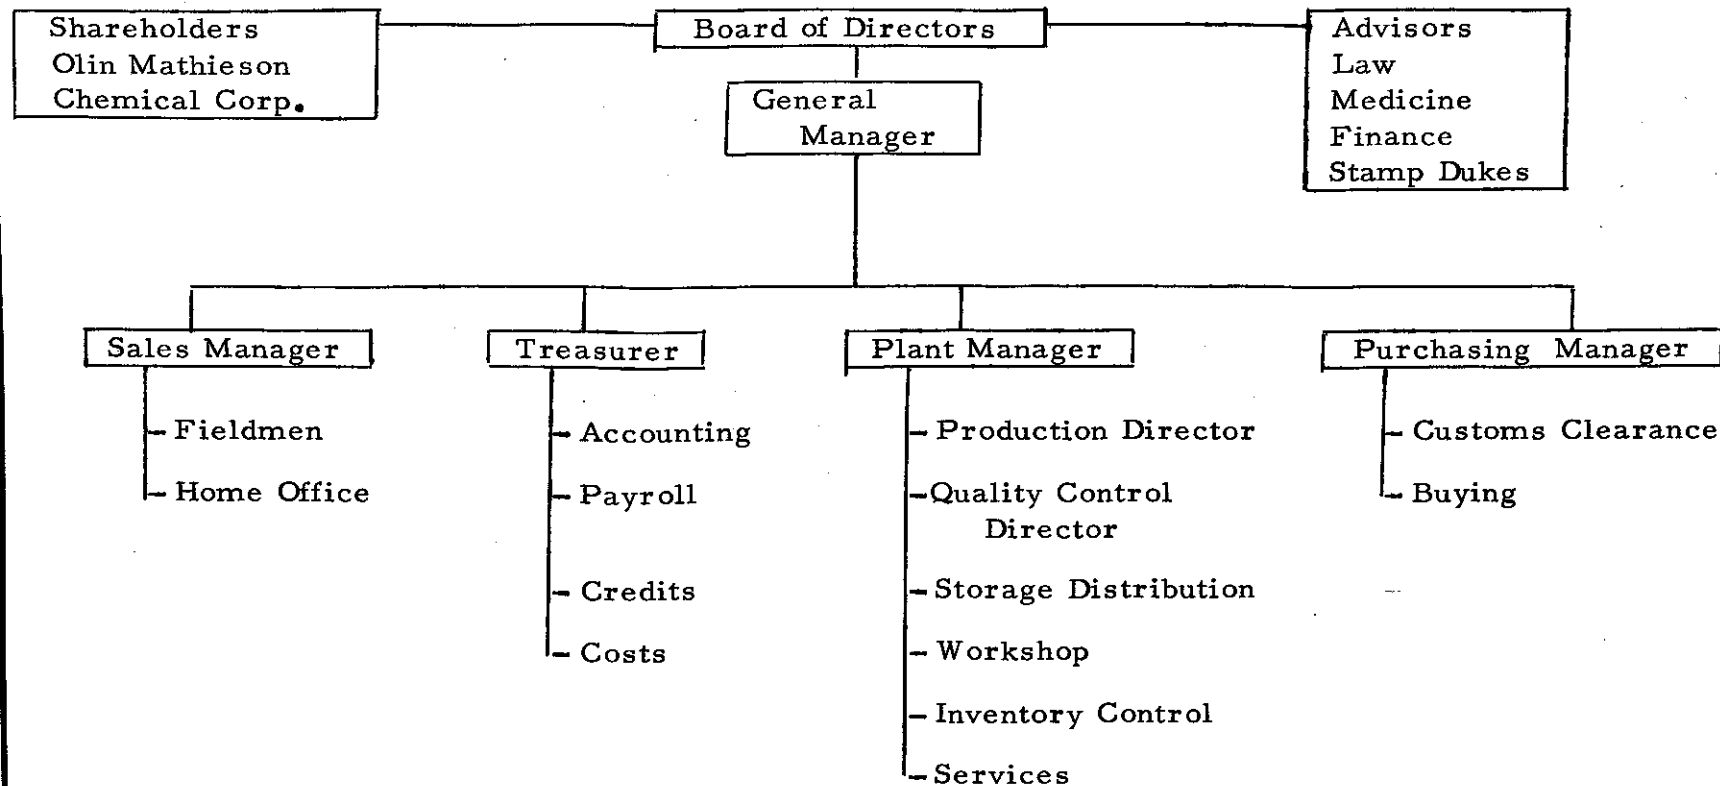 Shareholders
Olin Mathieson
Chemical Corp.
Board of Directors
General
Manager
Advisors
Law
Medicine
Finance
Stamp Dukes
Sales Manager
Fieldmen
Home Office
Treasurer
Accounting
Payroll
Credits
Costs
Plant Manager
Production Director
Quality Control
Director
Storage Distribution
Workshop
Inventory Control
Services
Purchasing Manager
Customs Clearance
Buying